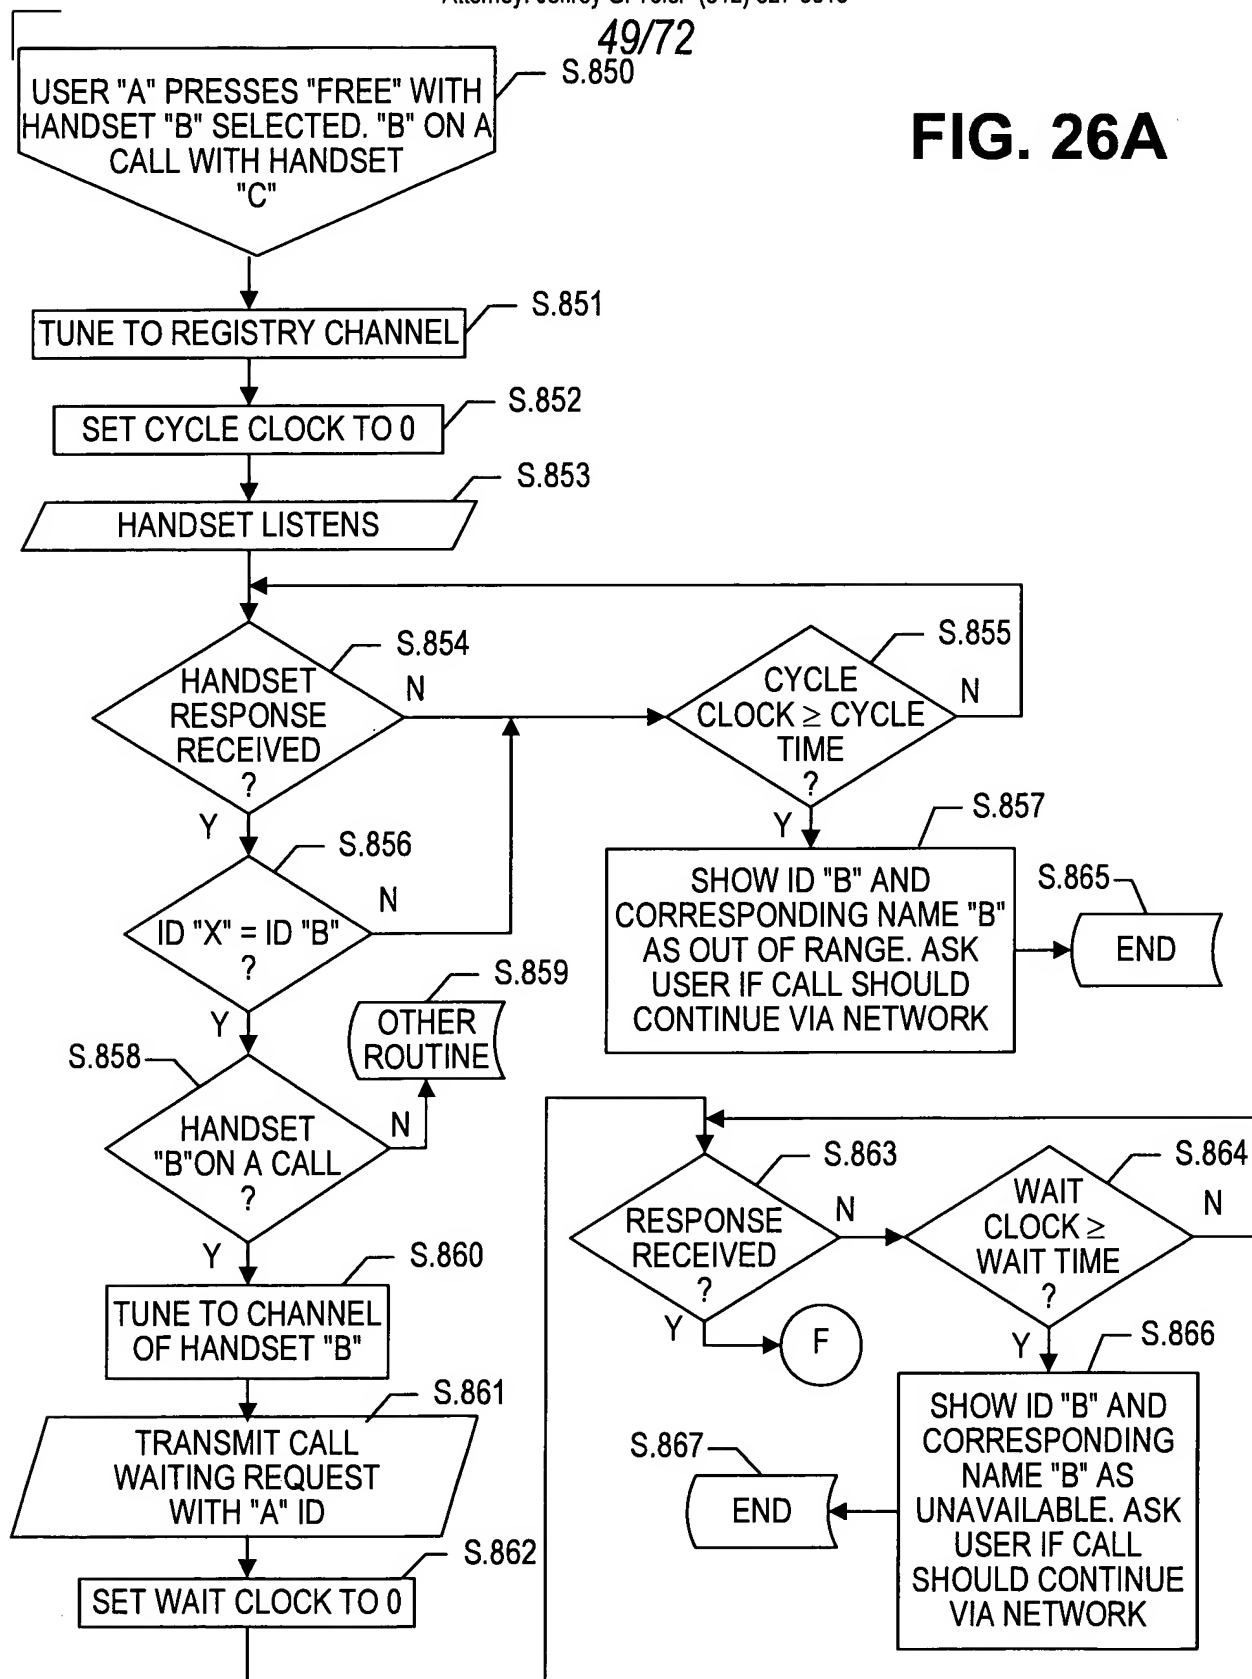 49/72
FIG. 26A
USER "A" PRESSES "FREE" WITH
HANDSET "B" SELECTED. "B" ON A
CALL WITH HANDSET
"C"
S.850
TUNE TO REGISTRY CHANNEL
S.851
SET CYCLE CLOCK TO 0
S.852
HANDSET LISTENS
S.853
HANDSET
RESPONSE
RECEIVED
?
S.854
N
Y
CYCLE
CLOCK ≥ CYCLE
TIME
?
S.855
N
Y
ID "X" = ID "B"
?
S.856
N
Y
SHOW ID "B" AND
CORRESPONDING NAME "B"
AS OUT OF RANGE. ASK
USER IF CALL SHOULD
CONTINUE VIA NETWORK
S.857
S.865
END
S.859
OTHER
ROUTINE
S.858
HANDSET
"B"ON A CALL
?
N
Y
S.860
TUNE TO CHANNEL
OF HANDSET "B"
S.861
TRANSMIT CALL
WAITING REQUEST
WITH "A" ID
S.862
SET WAIT CLOCK TO 0
S.863
RESPONSE
RECEIVED
?
N
Y
F
S.864
WAIT
CLOCK ≥
WAIT TIME
?
N
Y
S.866
SHOW ID "B" AND
CORRESPONDING
NAME "B" AS
UNAVAILABLE. ASK
USER IF CALL
SHOULD CONTINUE
VIA NETWORK
S.867
END